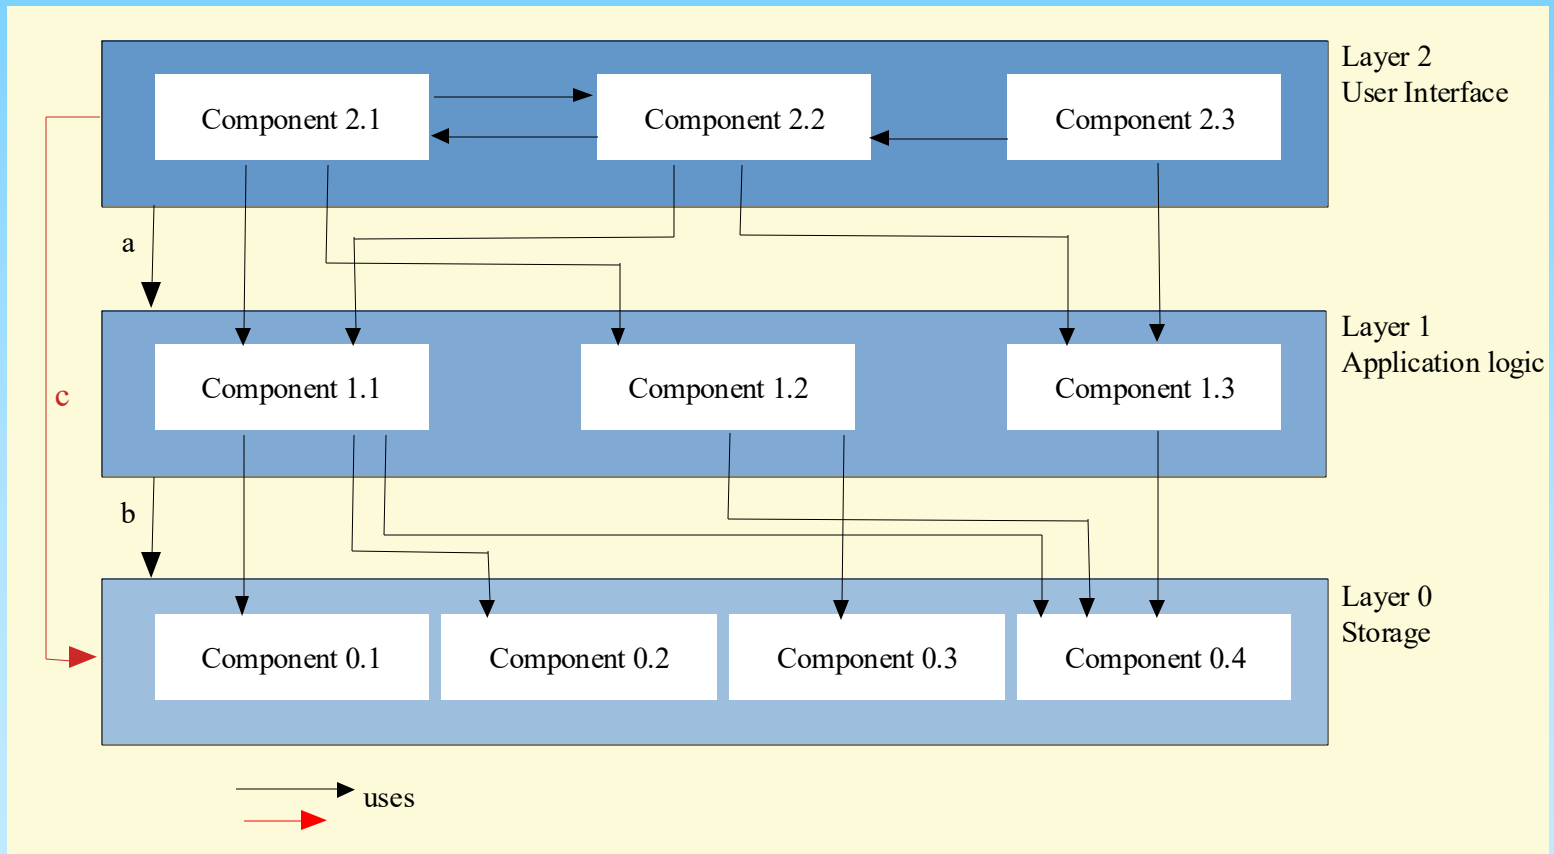 Layer 2
User Interface
Component 2.1
Component 2.2
Component 2.3
a
Layer 1
Application logic
Component 1.1
Component 1.2
Component 1.3
c
b
Layer 0
Storage
Component 0.1
Component 0.2
Component 0.3
Component 0.4
uses